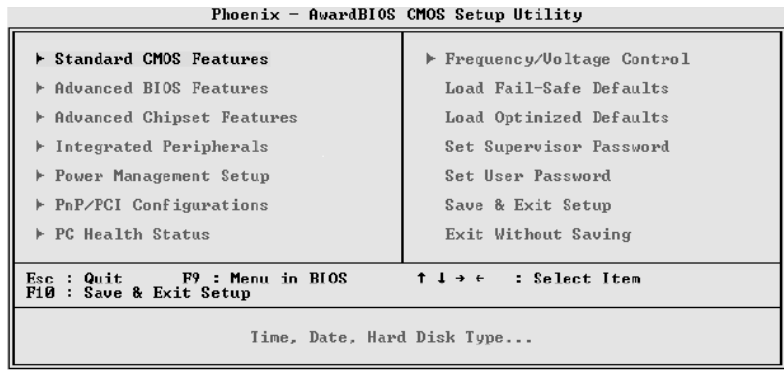 Phoenix - AwardBIOS CMOS Setup Utility
▶ Standard CMOS Features
▶ Advanced BIOS Features
▶ Advanced Chipset Features
▶ Integrated Peripherals
▶ Power Management Setup
▶ PnP/PCI Configurations
▶ PC Health Status
▶ Frequency/Voltage Control
Load Fail-Safe Defaults
Load Optimized Defaults
Set Supervisor Password
Set User Password
Save & Exit Setup
Exit Without Saving
Esc : Quit F9 : Menu in BIOS ↑ ↓ → ← : Select Item
F10 : Save & Exit Setup
Time, Date, Hard Disk Type...